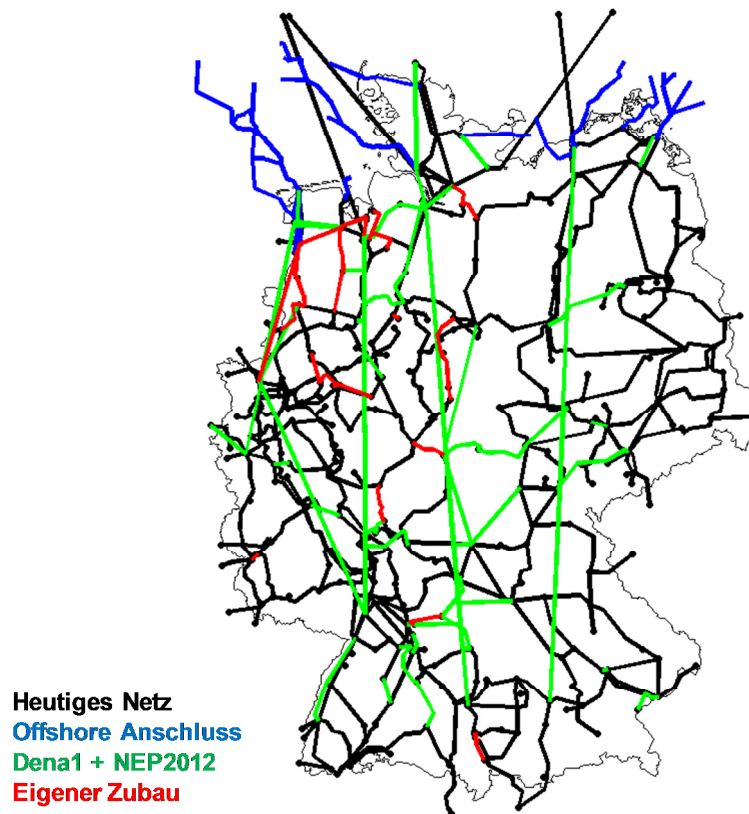 Heutiges Netz
Offshore Anschluss
Dena1 + NEP2012
Eigener Zubau